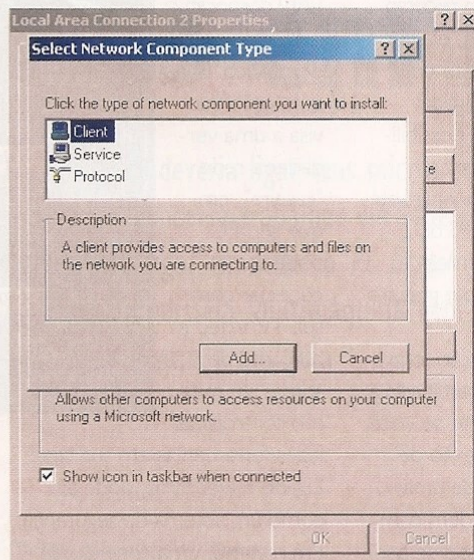 Local Area Connection 2 Properties
Select Network Component Type
Click the type of network component you want to install:
Client
Service
Protocol
Description
A client provides access to computers and files on
the network you are connecting to.
Add...
Cancel
Allows other computers to access resources on your computer
using a Microsoft network.
Show icon in taskbar when connected
OK
Cancel